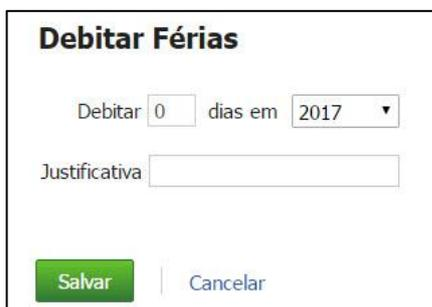 Debitar Férias
Debitar 0 dias em 2017
Justificativa
Salvar Cancelar